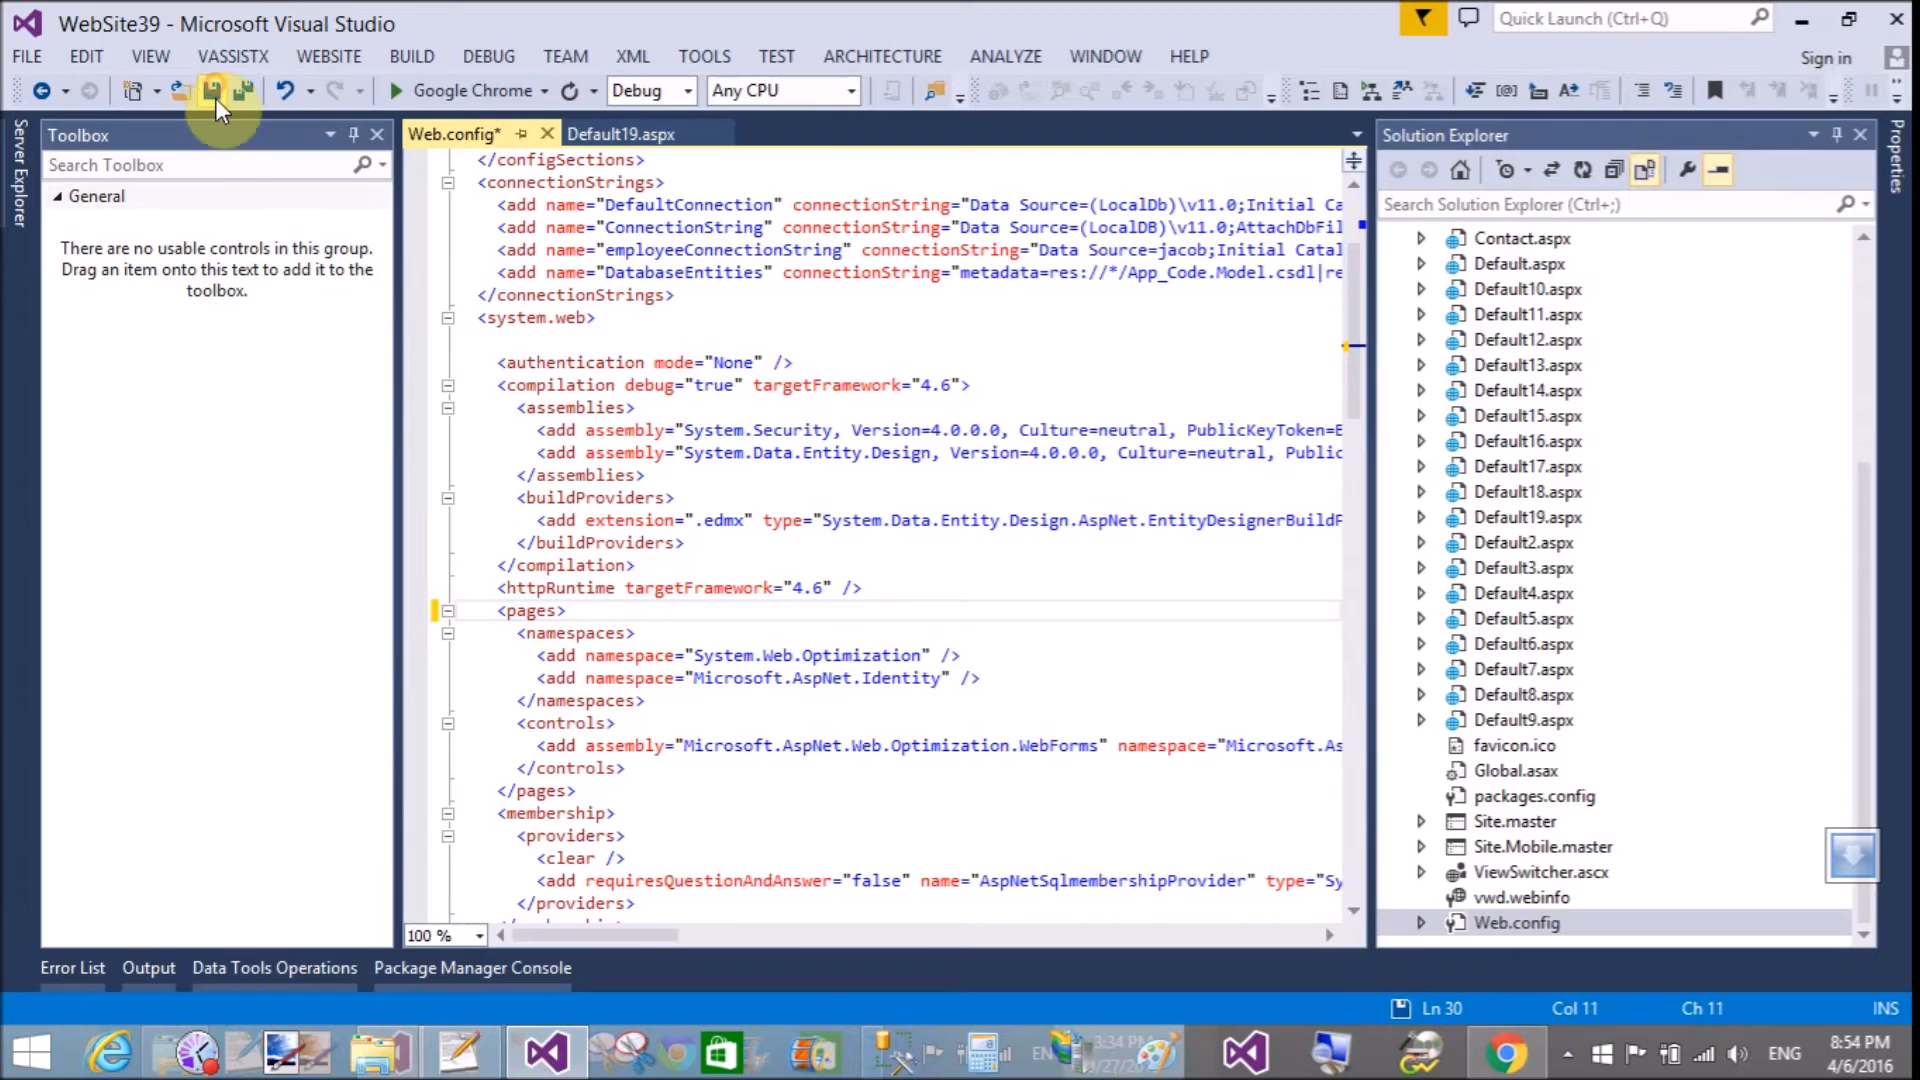 WebSite39 - Microsoft Visual Studio
Quick Launch (Ctrl+Q)
FILE EDIT VIEW VASSISTX WEBSITE BUILD DEBUG TEAM XML TOOLS TEST ARCHITECTURE ANALYZE WINDOW HELP
Sign in
Google Chrome Debug Any CPU
Server Explorer
Toolbox
Search Toolbox
General
There are no usable controls in this group.
Drag an item onto this text to add it to the
toolbox.
Web.config* Default19.aspx
</configSections>
<connectionStrings>
<add name="DefaultConnection" connectionString="Data Source=(LocalDb)\v11.0;Initial Ca
<add name="ConnectionString" connectionString="Data Source=(LocalDB)\v11.0;AttachDbFil
<add name="employeeConnectionString" connectionString="Data Source=jacob;Initial Catal
<add name="DatabaseEntities" connectionString="metadata=res://*/App_Code.Model.csdl|re
</connectionStrings>
<system.web>
<authentication mode="None" />
<compilation debug="true" targetFramework="4.6">
<assemblies>
<add assembly="System.Security, Version=4.0.0.0, Culture=neutral, PublicKeyToken=
<add assembly="System.Data.Entity.Design, Version=4.0.0.0, Culture=neutral, Public
</assemblies>
<buildProviders>
<add extension=".edmx" type="System.Data.Entity.Design.AspNet.EntityDesignerBuild
</buildProviders>
</compilation>
<httpRuntime targetFramework="4.6" />
<pages>
<namespaces>
<add namespace="System.Web.Optimization" />
<add namespace="Microsoft.AspNet.Identity" />
</namespaces>
<controls>
<add assembly="Microsoft.AspNet.Web.Optimization.WebForms" namespace="Microsoft.As
</controls>
</pages>
<membership>
<providers>
<clear />
<add requiresQuestionAndAnswer="false" name="AspNetSqlmembershipProvider" type="Sy
</providers>
100 %
Solution Explorer
Search Solution Explorer (Ctrl+;)
Contact.aspx
Default.aspx
Default10.aspx
Default11.aspx
Default12.aspx
Default13.aspx
Default14.aspx
Default15.aspx
Default16.aspx
Default17.aspx
Default18.aspx
Default19.aspx
Default2.aspx
Default3.aspx
Default4.aspx
Default5.aspx
Default6.aspx
Default7.aspx
Default8.aspx
Default9.aspx
favicon.ico
Global.asax
packages.config
Site.master
Site.Mobile.master
ViewSwitcher.ascx
vwd.webinfo
Web.config
Properties
Error List Output Data Tools Operations Package Manager Console
Ln 30 Col 11 Ch 11 INS
ENG
8:54 PM
4/6/2016